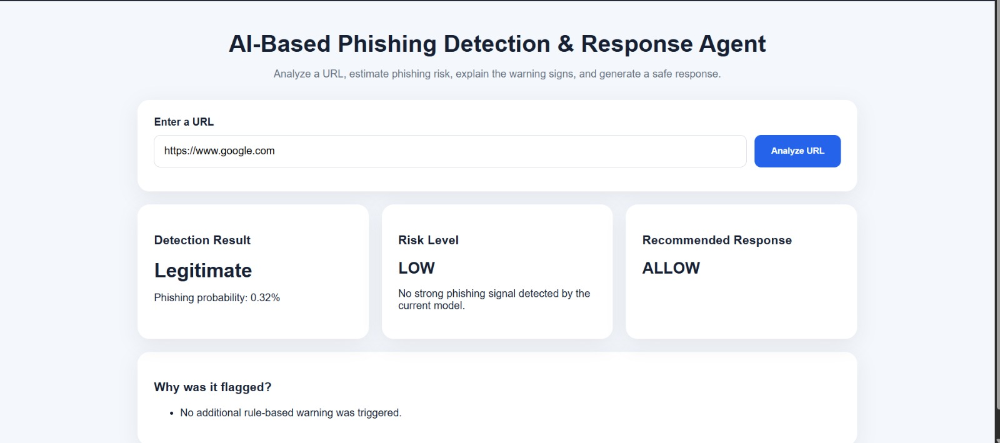 AI-Based Phishing Detection & Response Agent
Analyze a URL, estimate phishing risk, explain the warning signs, and generate a safe response.
Enter a URL
https://www.google.com
Analyze URL
Detection Result
Legitimate
Phishing probability: 0.32%
Risk Level
LOW
No strong phishing signal detected by the
current model.
Recommended Response
ALLOW
Why was it flagged?
• No additional rule-based warning was triggered.